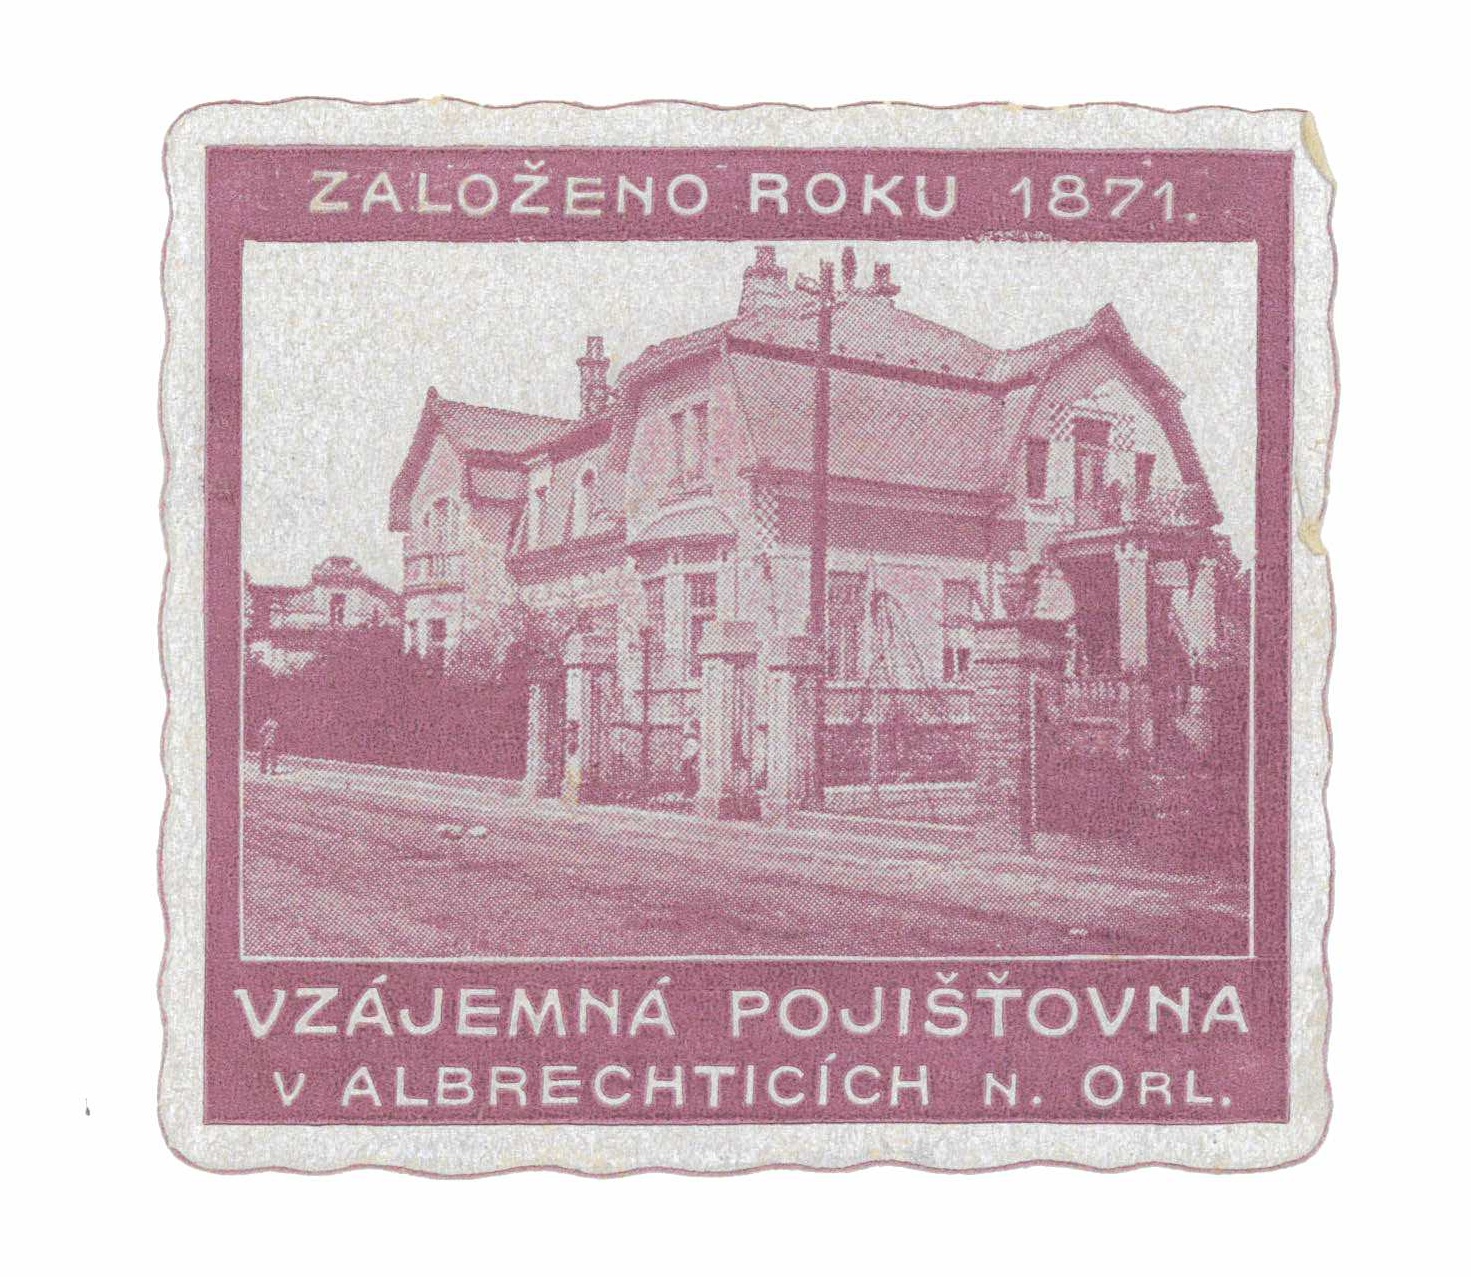 ZALOŽENO ROKU 1871.
VZÁJEMNÁ POJIŠŤOVNA
V ALBRECHTICÍCH N. ORL.